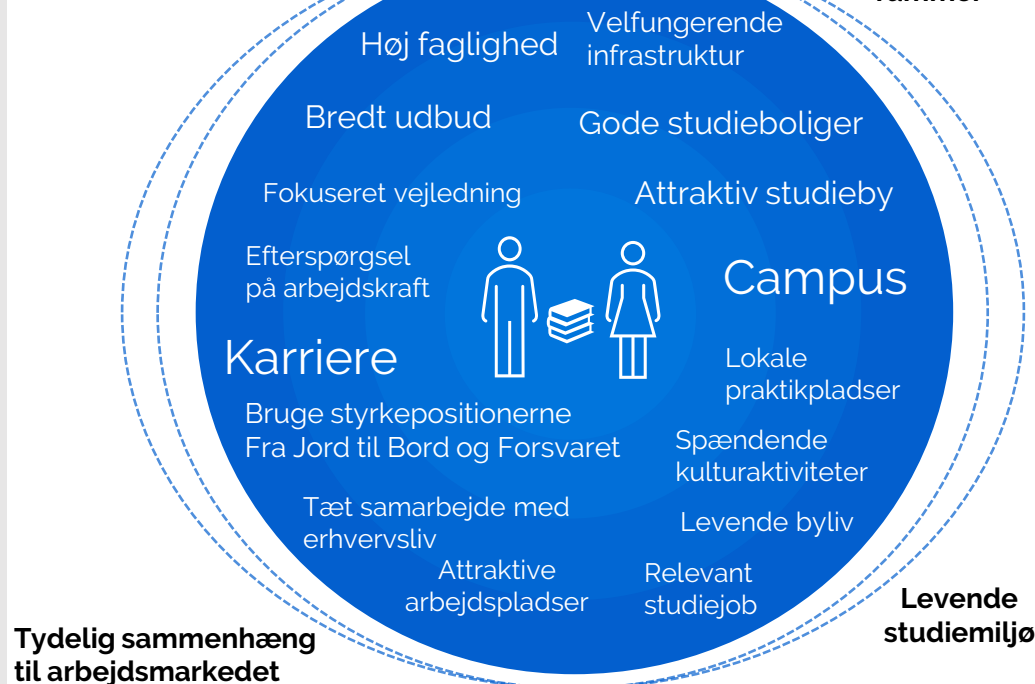 Høj faglighed
Velfungerende
infrastruktur
Bredt udbud
Gode studieboliger
Fokuseret vejledning
Attraktiv studieby
Efterspørgsel
på arbejdskraft
Campus
Karriere
Lokale
praktikpladser
Bruge styrkepositionerne
Fra Jord til Bord og Forsvaret
Spændende
kulturaktiviteter
Tæt samarbejde med
erhvervsliv
Levende byliv
Attraktive
arbejdspladser
Relevant
studiejob
Levende
studiemiljø
Tydelig sammenhæng
til arbejdsmarkedet